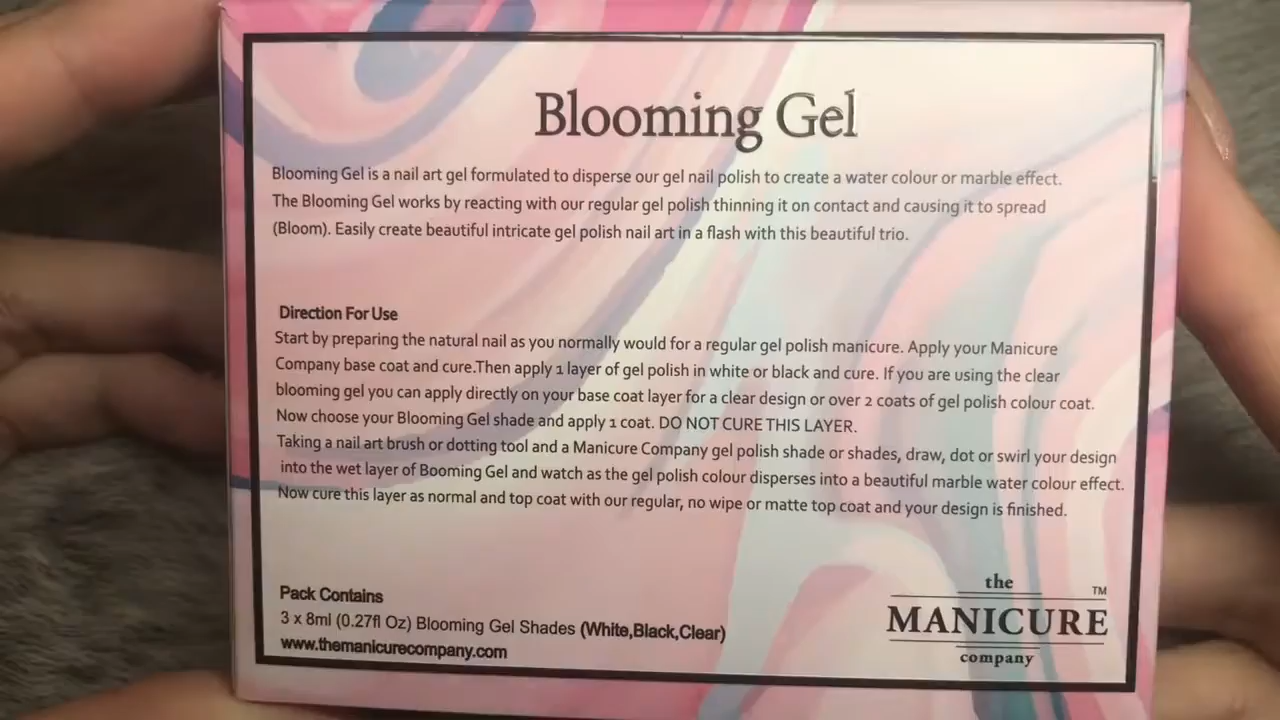 Blooming Gel
Blooming Gel is a nail art gel formulated to disperse our gel nail polish to create a water colour or marble effect.
The Blooming Gel works by reacting with our regular gel polish thinning it on contact and causing it to spread
(Bloom). Easily create beautiful intricate gel polish nail art in a flash with this beautiful trio.
Direction For Use
Start by preparing the natural nail as you normally would for a regular gel polish manicure. Apply your Manicure
Company base coat and cure.Then apply 1 layer of gel polish in white or black and cure. If you are using the clear
blooming gel you can apply directly on your base coat layer for a clear design or over 2 coats of gel polish colour coat.
Now choose your Blooming Gel shade and apply 1 coat. DO NOT CURE THIS LAYER.
Taking a nail art brush or dotting tool and a Manicure Company gel polish shade or shades, draw, dot or swirl your design
into the wet layer of Booming Gel and watch as the gel polish colour disperses into a beautiful marble water colour effect.
Now cure this layer as normal and top coat with our regular, no wipe or matte top coat and your design is finished.
Pack Contains
3 x 8ml (0.27fl Oz) Blooming Gel Shades (White,Black,Clear)
www.themanicurecompany.com
the
MANICURE™
company